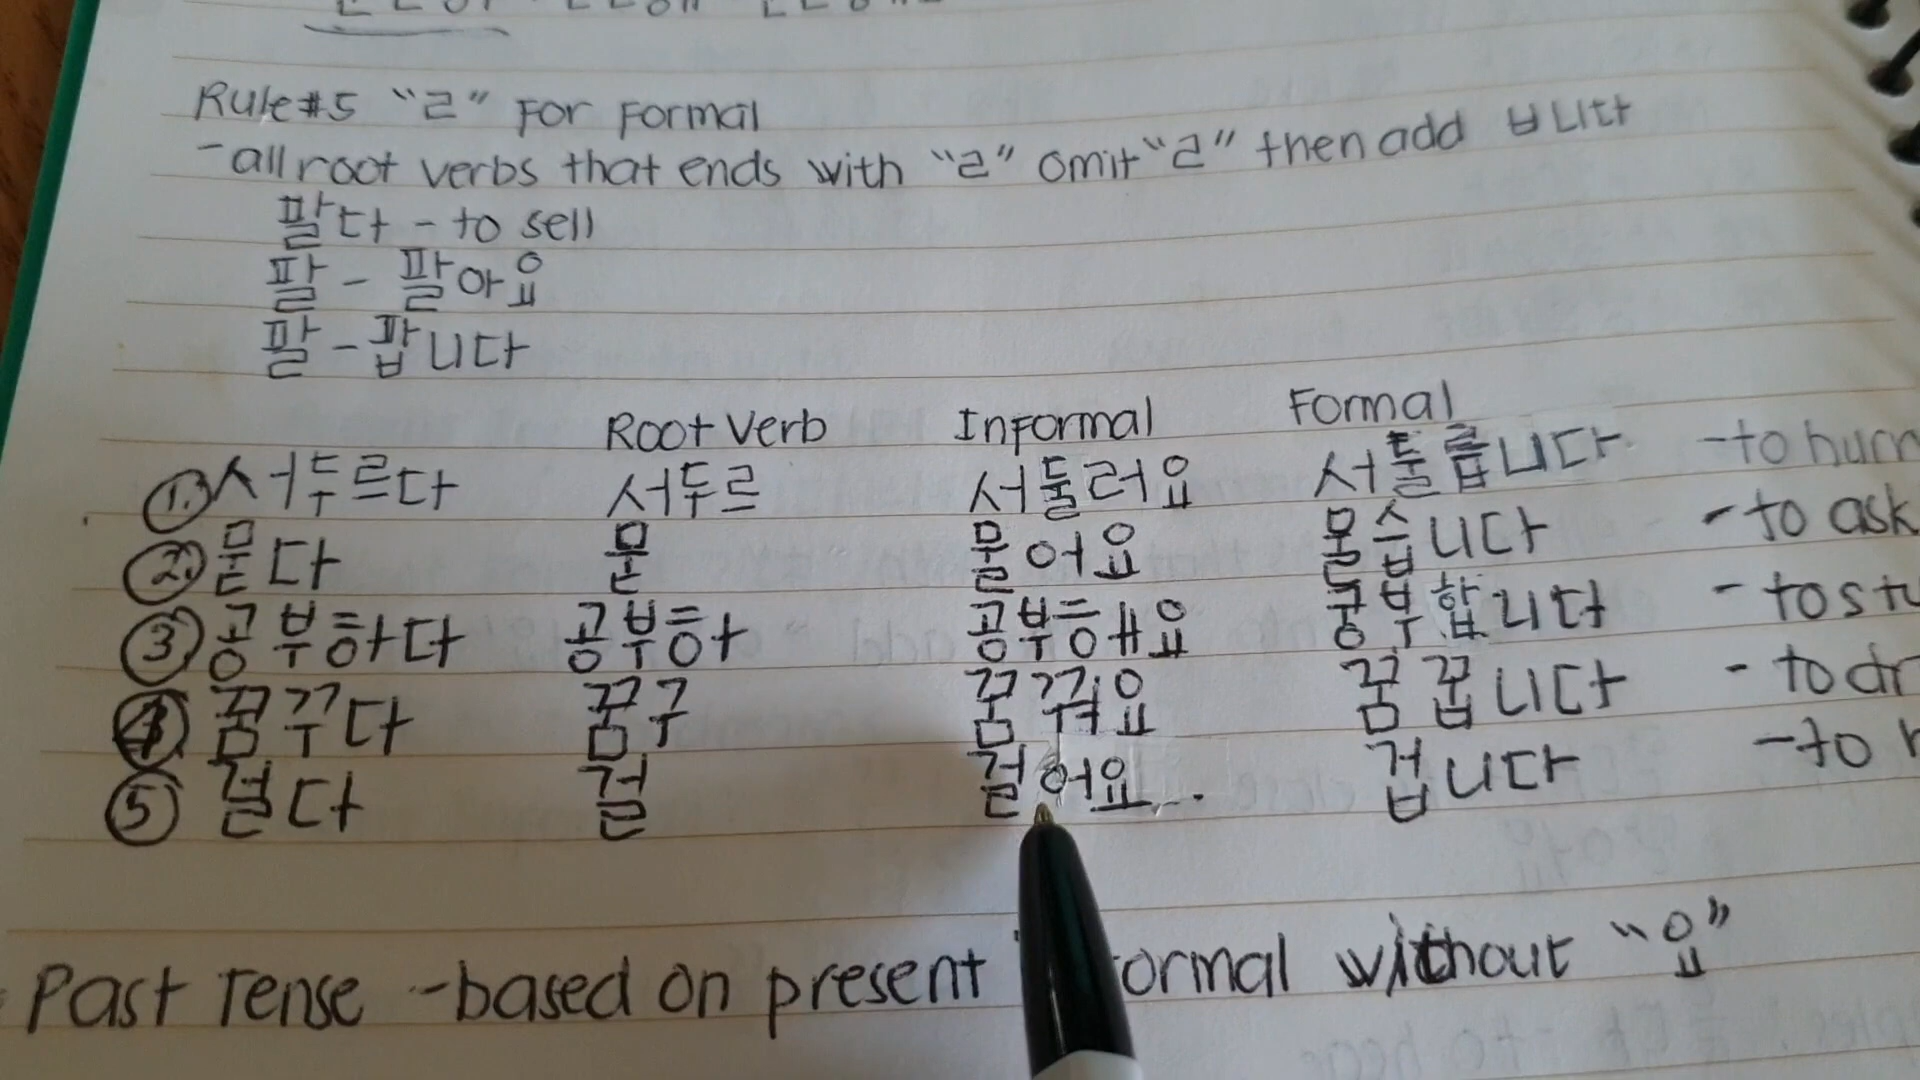 Rule#5 "ㄹ" For Formal
- all root verbs that ends with "ㄹ" omit "ㄹ" then add ㅂ니다
팔다 - to sell
팔 - 팔아요
팔 - 팝니다
Root Verb Informal Formal
1. 서두르다 서두르 서둘러요 서둘릅니다 - to hurr
2. 묻다 묻 물어요 묻습니다 - to ask
3. 공부하다 공부하 공부해요 공부합니다 - to stu
4 꿈꾸다 꿈구 꿈꿔요 꿈꿉니다 - to dr
5 걸다 걸 걸어요. 겁니다 - to
Past Tense - based on present without "요"